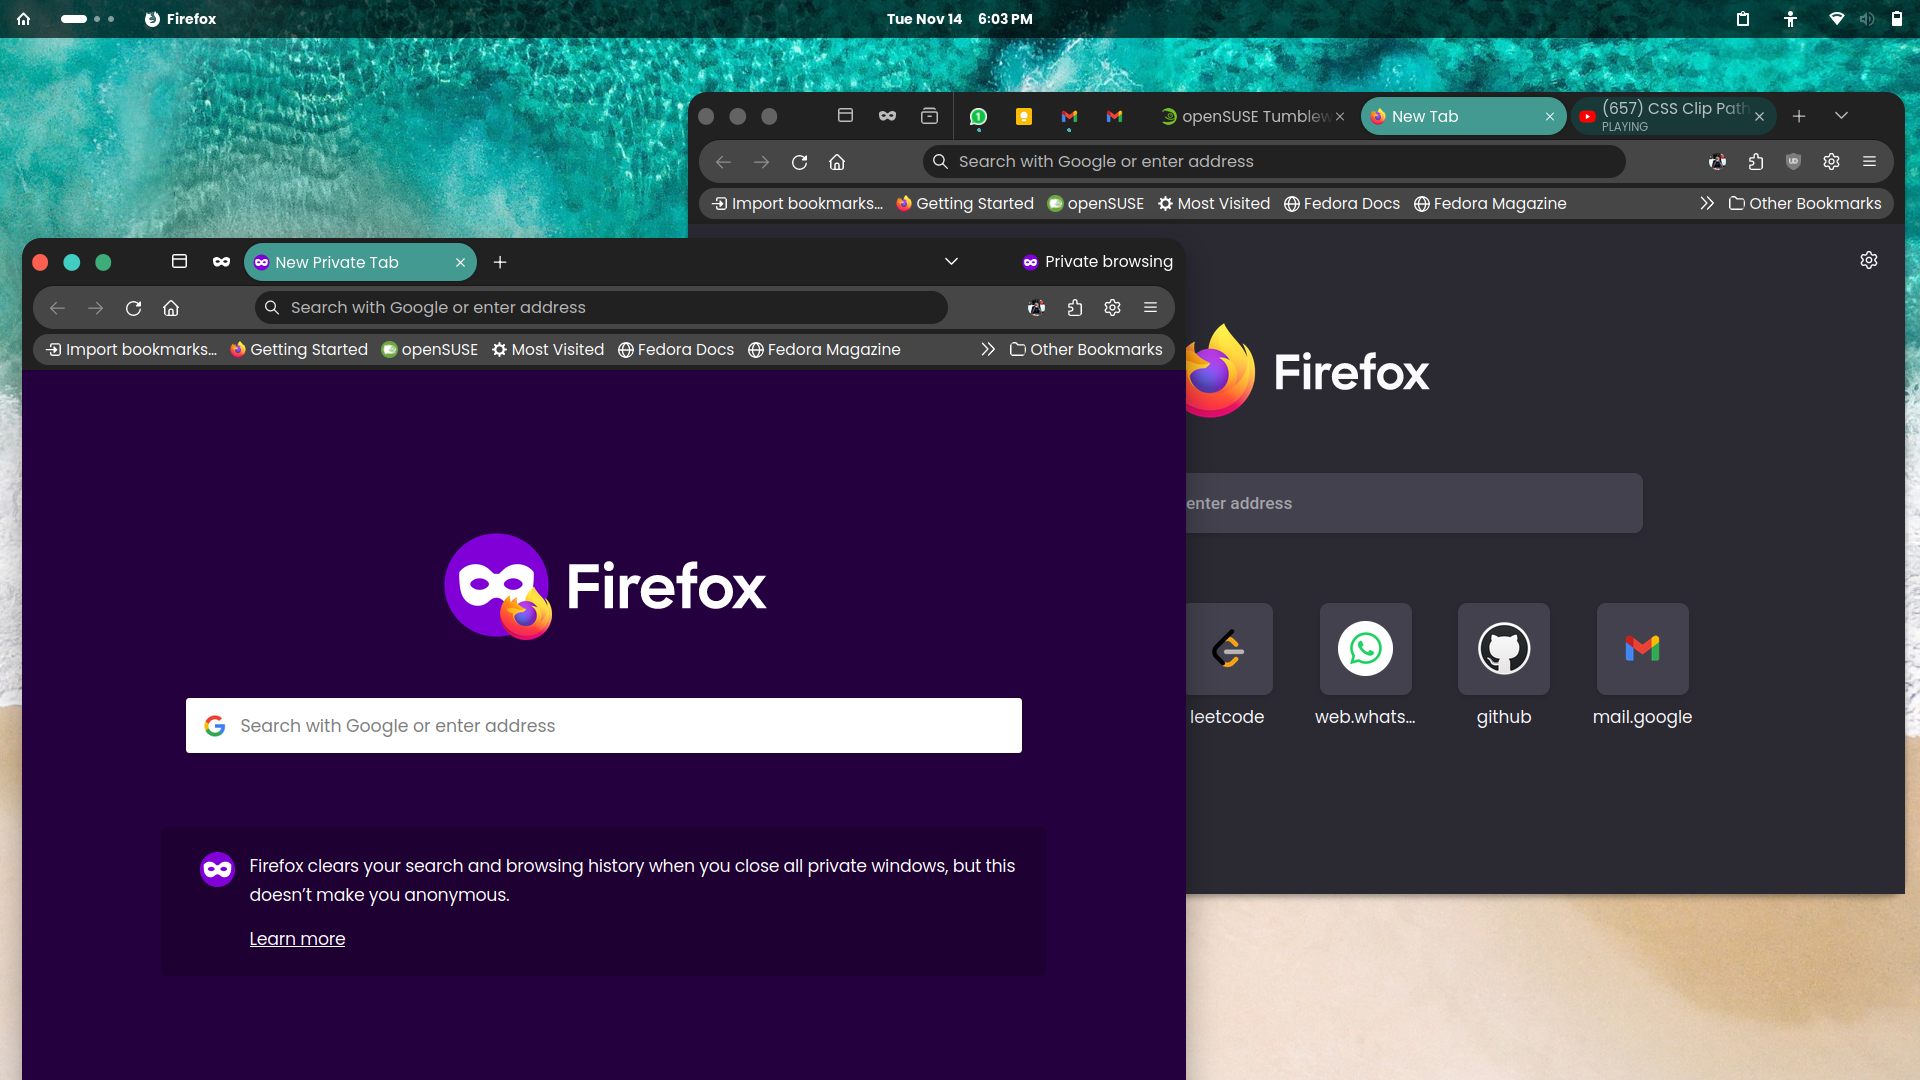 Firefox
Tue Nov 14 6:03 PM
1
openSUSE Tumblew
New Tab
(657) CSS Clip Path
PLAYING
Search with Google or enter address
Import bookmarks...
Getting Started
openSUSE
Most Visited
Fedora Docs
Fedora Magazine
Other Bookmarks
Firefox
enter address
leetcode
web.whats...
github
mail.google
New Private Tab
Private browsing
Search with Google or enter address
Import bookmarks...
Getting Started
openSUSE
Most Visited
Fedora Docs
Fedora Magazine
Other Bookmarks
Firefox
Search with Google or enter address
Firefox clears your search and browsing history when you close all private windows, but this
doesn’t make you anonymous.
Learn more